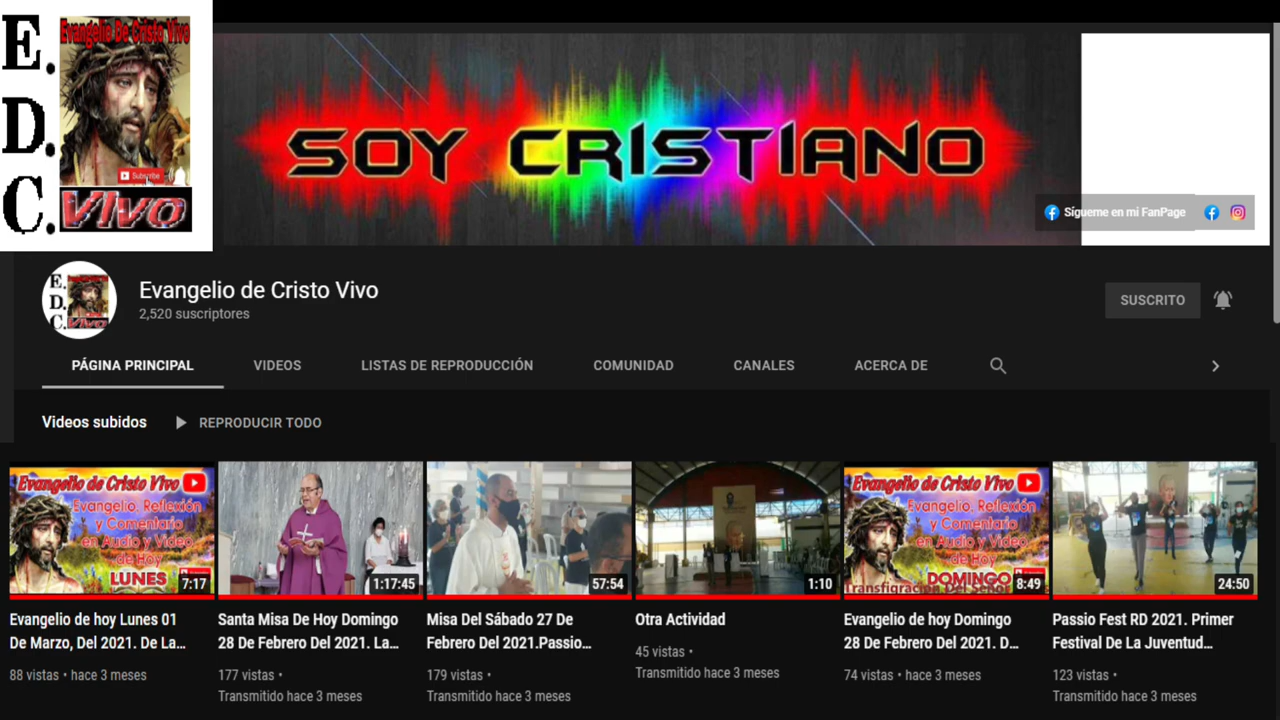 E.
D.
C.
Evangelio De Cristo Vivo
Subscribe
Vivo
SOY CRISTIANO
Sígueme en mi FanPage
Evangelio de Cristo Vivo
2,520 suscriptores
SUSCRITO
PÁGINA PRINCIPAL
VIDEOS
LISTAS DE REPRODUCCIÓN
COMUNIDAD
CANALES
ACERCA DE
Videos subidos
REPRODUCIR TODO
Evangelio de Cristo Vivo
Evangelio, Reflexión
y Comentario
en Audio y Video
de Hoy
LUNES
7:17
Evangelio de hoy Lunes 01
De Marzo, Del 2021. De La...
88 vistas • hace 3 meses
1:17:45
Santa Misa De Hoy Domingo
28 De Febrero Del 2021. La...
177 vistas •
Transmitido hace 3 meses
57:54
Misa Del Sábado 27 De
Febrero Del 2021.Passio...
179 vistas •
Transmitido hace 3 meses
1:10
Otra Actividad
45 vistas •
Transmitido hace 3 meses
Evangelio de Cristo Vivo
Evangelio, Reflexión
y Comentario
en Audio y Video
de Hoy
DOMINGO
8:49
Evangelio de hoy Domingo
28 De Febrero Del 2021. D...
74 vistas • hace 3 meses
24:50
Passio Fest RD 2021. Primer
Festival De La Juventud...
123 vistas •
Transmitido hace 3 meses